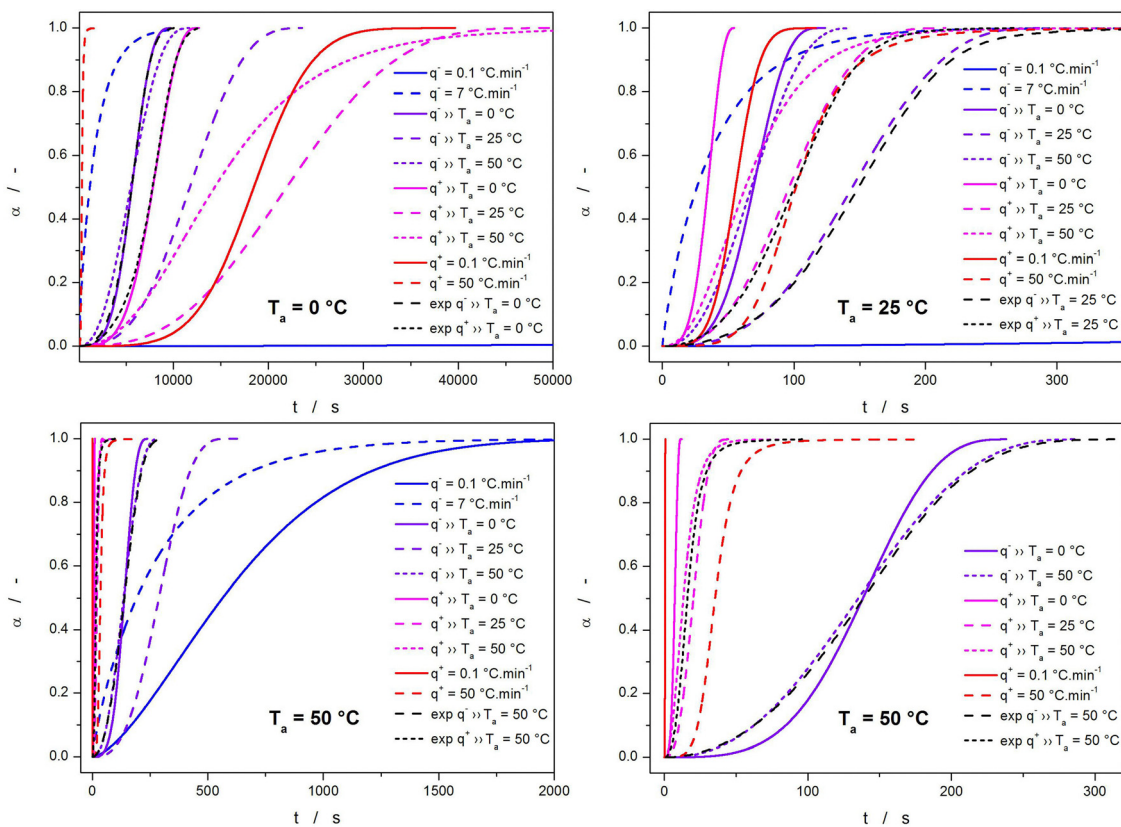 1.0
0.8
0.6
0.4
0.2
0.0
α / -
10000 20000 30000 40000 50000
t / s
q⁻ = 0.1 °C.min⁻¹
q⁻ = 7 °C.min⁻¹
q⁻ ›› Tₐ = 0 °C
q⁻ ›› Tₐ = 25 °C
q⁻ ›› Tₐ = 50 °C
q⁺ ›› Tₐ = 0 °C
q⁺ ›› Tₐ = 25 °C
q⁺ ›› Tₐ = 50 °C
q⁺ = 0.1 °C.min⁻¹
q⁺ = 50 °C.min⁻¹
exp q⁻ ›› Tₐ = 0 °C
exp q⁺ ›› Tₐ = 0 °C
Tₐ = 0 °C
1.0
0.8
0.6
0.4
0.2
0.0
α / -
0 100 200 300
t / s
q⁻ = 0.1 °C.min⁻¹
q⁻ = 7 °C.min⁻¹
q⁻ ›› Tₐ = 0 °C
q⁻ ›› Tₐ = 25 °C
q⁻ ›› Tₐ = 50 °C
q⁺ ›› Tₐ = 0 °C
q⁺ ›› Tₐ = 25 °C
q⁺ ›› Tₐ = 50 °C
q⁺ = 0.1 °C.min⁻¹
q⁺ = 50 °C.min⁻¹
exp q⁻ ›› Tₐ = 25 °C
exp q⁺ ›› Tₐ = 25 °C
Tₐ = 25 °C
1.0
0.8
0.6
0.4
0.2
0.0
α / -
0 500 1000 1500 2000
t / s
q⁻ = 0.1 °C.min⁻¹
q⁻ = 7 °C.min⁻¹
q⁻ ›› Tₐ = 0 °C
q⁻ ›› Tₐ = 25 °C
q⁻ ›› Tₐ = 50 °C
q⁺ ›› Tₐ = 0 °C
q⁺ ›› Tₐ = 25 °C
q⁺ ›› Tₐ = 50 °C
q⁺ = 0.1 °C.min⁻¹
q⁺ = 50 °C.min⁻¹
exp q⁻ ›› Tₐ = 50 °C
exp q⁺ ›› Tₐ = 50 °C
Tₐ = 50 °C
1.0
0.8
0.6
0.4
0.2
0.0
α / -
0 100 200 300
t / s
q⁻ ›› Tₐ = 0 °C
q⁻ ›› Tₐ = 50 °C
q⁺ ›› Tₐ = 0 °C
q⁺ ›› Tₐ = 25 °C
q⁺ ›› Tₐ = 50 °C
q⁺ = 0.1 °C.min⁻¹
q⁺ = 50 °C.min⁻¹
exp q⁻ ›› Tₐ = 50 °C
exp q⁺ ›› Tₐ = 50 °C
Tₐ = 50 °C